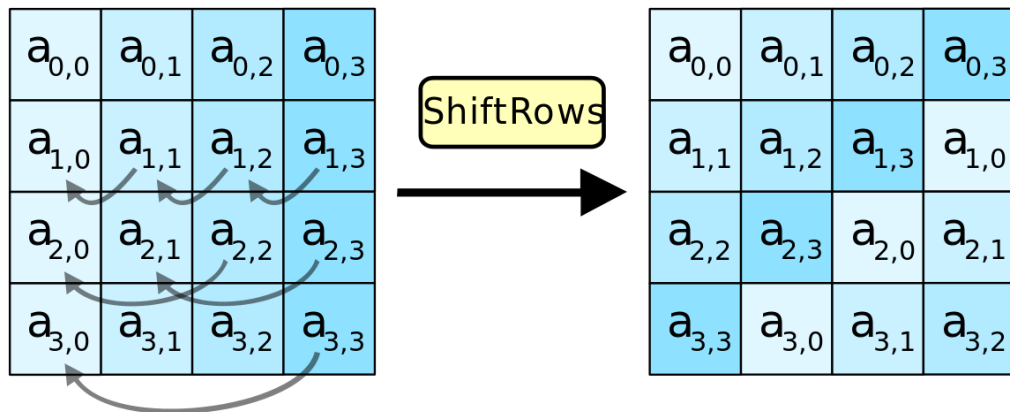 a0,0 a0,1 a0,2 a0,3
a1,0 a1,1 a1,2 a1,3
a2,0 a2,1 a2,2 a2,3
a3,0 a3,1 a3,2 a3,3
ShiftRows
a0,0 a0,1 a0,2 a0,3
a1,1 a1,2 a1,3 a1,0
a2,2 a2,3 a2,0 a2,1
a3,3 a3,0 a3,1 a3,2